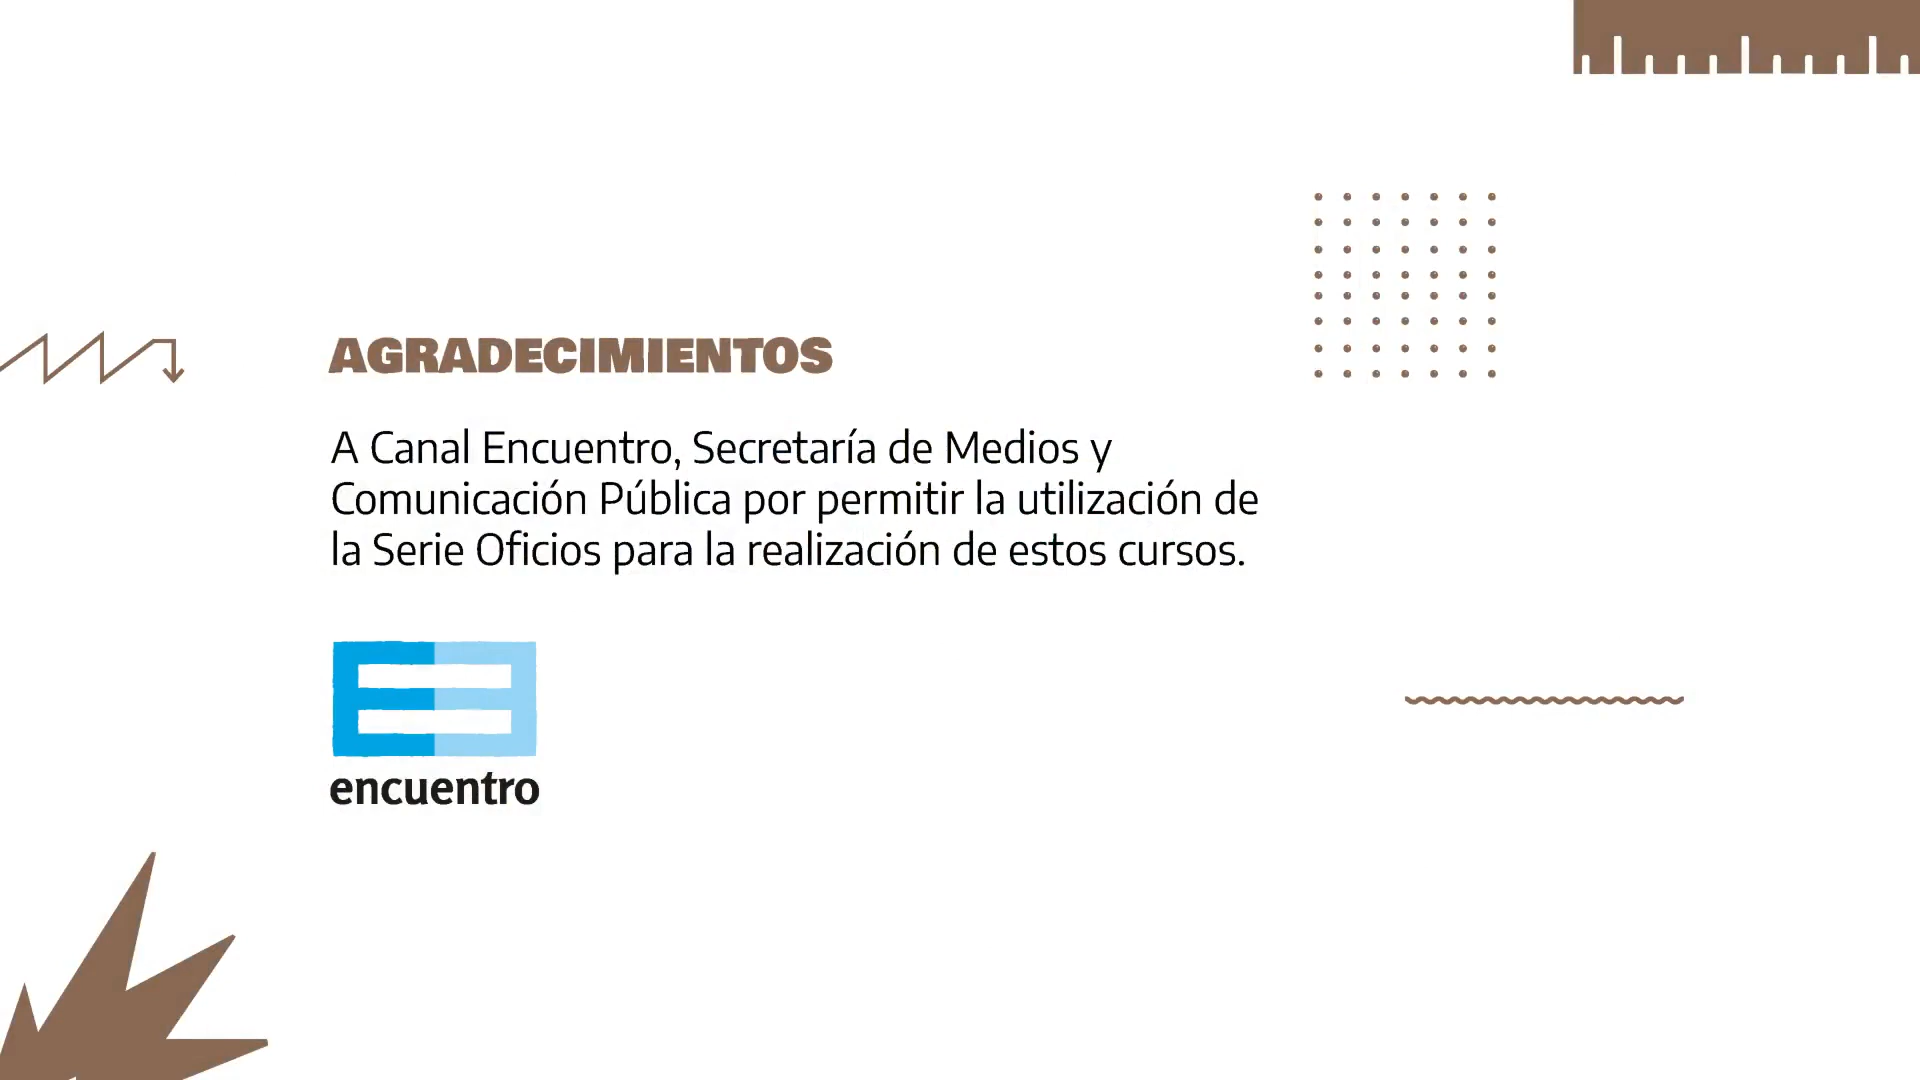 AGRADECIMIENTOS
A Canal Encuentro, Secretaría de Medios y
Comunicación Pública por permitir la utilización de
la Serie Oficios para la realización de estos cursos.
encuentro